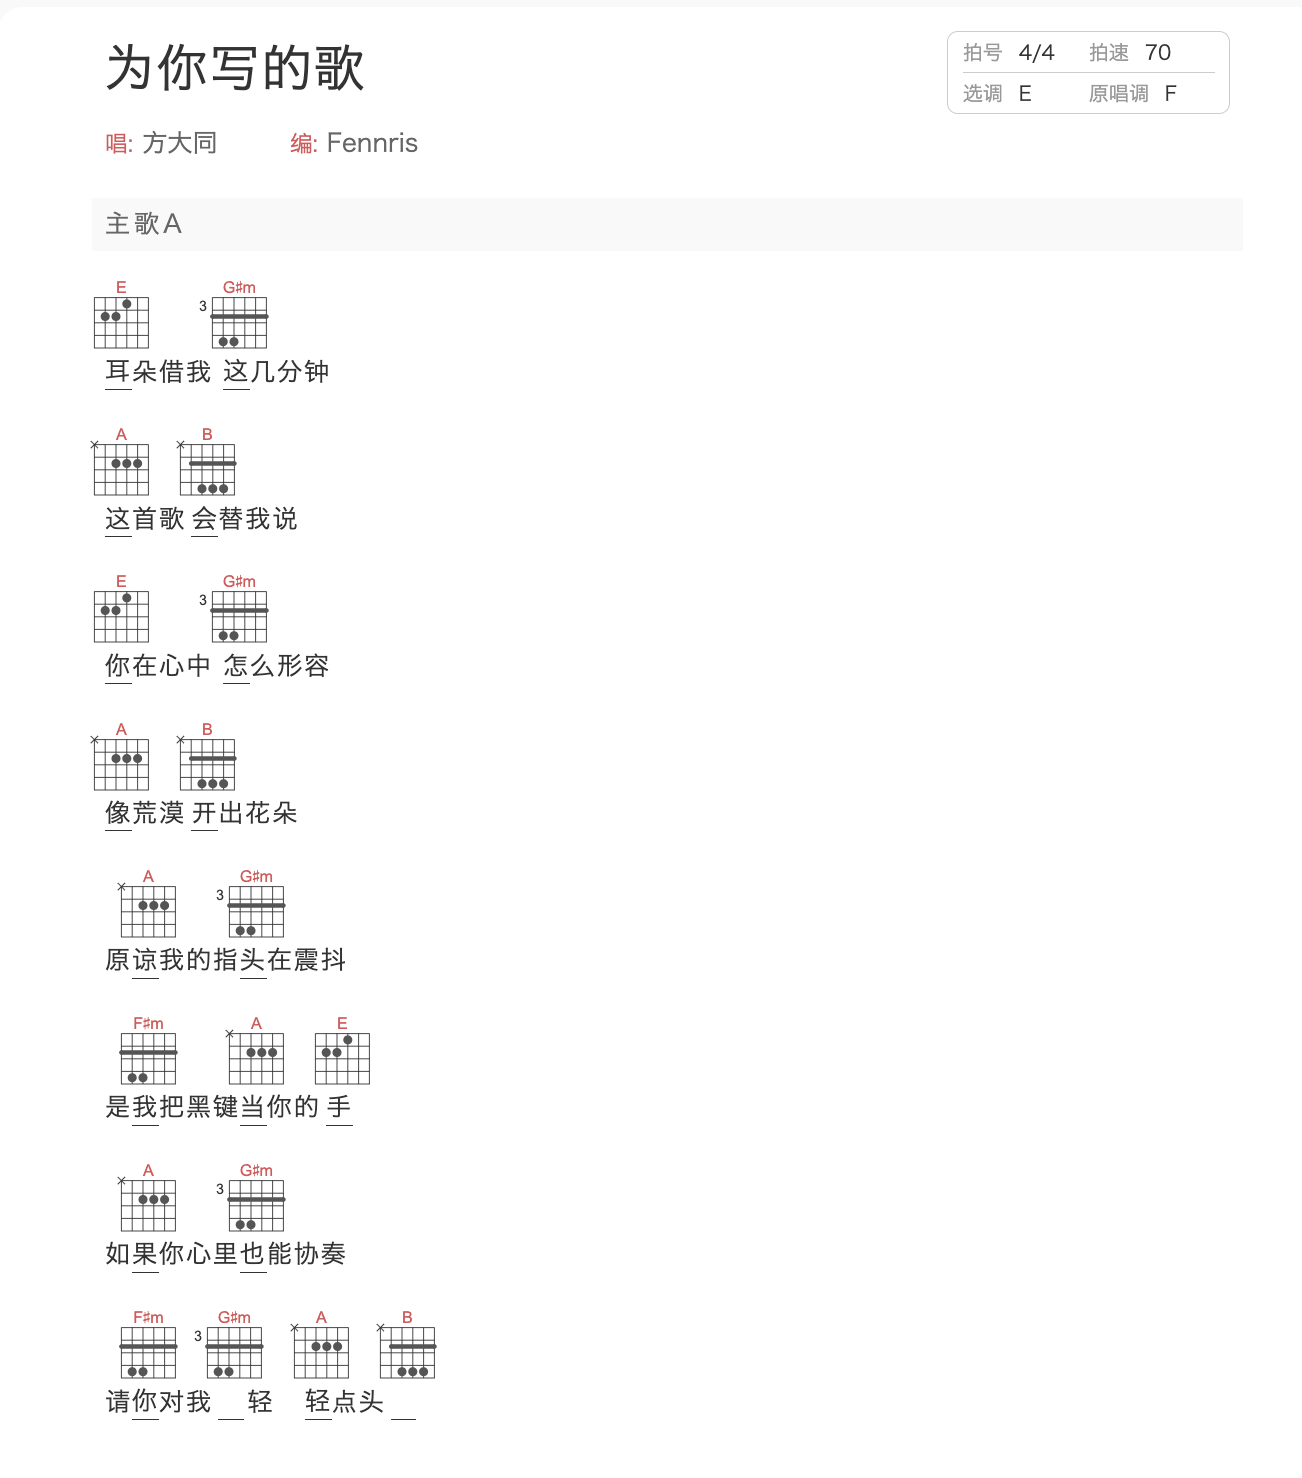 为你写的歌
拍号 4/4 拍速 70
选调 E 原唱调 F
唱: 方大同 编: Fennris
主歌A
E G♯m
3
耳朵借我 这几分钟
A B
这首歌 会替我说
E G♯m
3
你在心中 怎么形容
A B
像荒漠 开出花朵
A G♯m
3
原谅我的指头在震抖
F♯m A E
是我把黑键当你的 手
A G♯m
3
如果你心里也能协奏
F♯m G♯m A B
3
请你对我 轻 轻点头